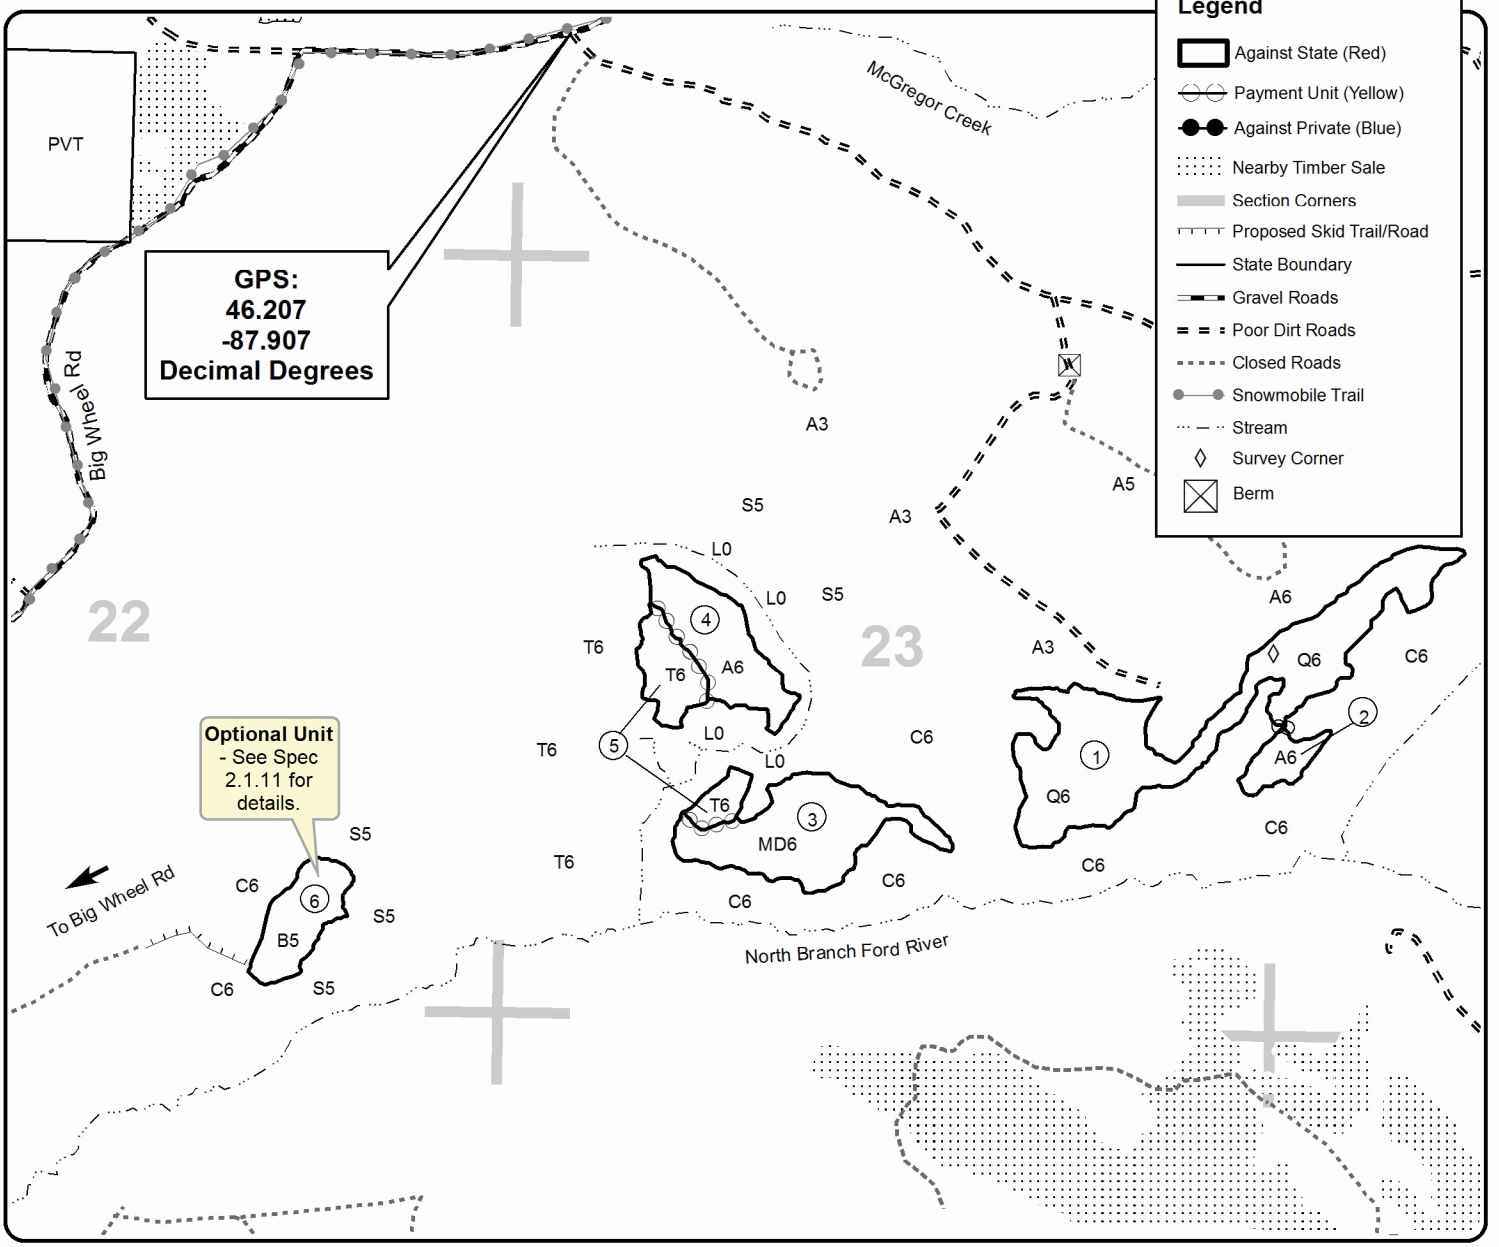 Legend
Against State (Red)
Payment Unit (Yellow)
Against Private (Blue)
Nearby Timber Sale
Section Corners
Proposed Skid Trail/Road
State Boundary
Gravel Roads
Poor Dirt Roads
Closed Roads
Snowmobile Trail
Stream
Survey Corner
Berm
McGregor Creek
PVT
GPS:
46.207
-87.907
Decimal Degrees
Big Wheel Rd
A3
A5
S5
A3
L0
L0
S5
A6
22
23
4
T6
A3
T6
A6
Q6
C6
L0
5
T6
C6
1
2
A6
L0
Optional Unit
- See Spec
2.1.11 for
details.
Q6
T6
3
MD6
C6
S5
T6
C6
C6
C6
C6
6
S5
To Big Wheel Rd
B5
North Branch Ford River
C6
S5